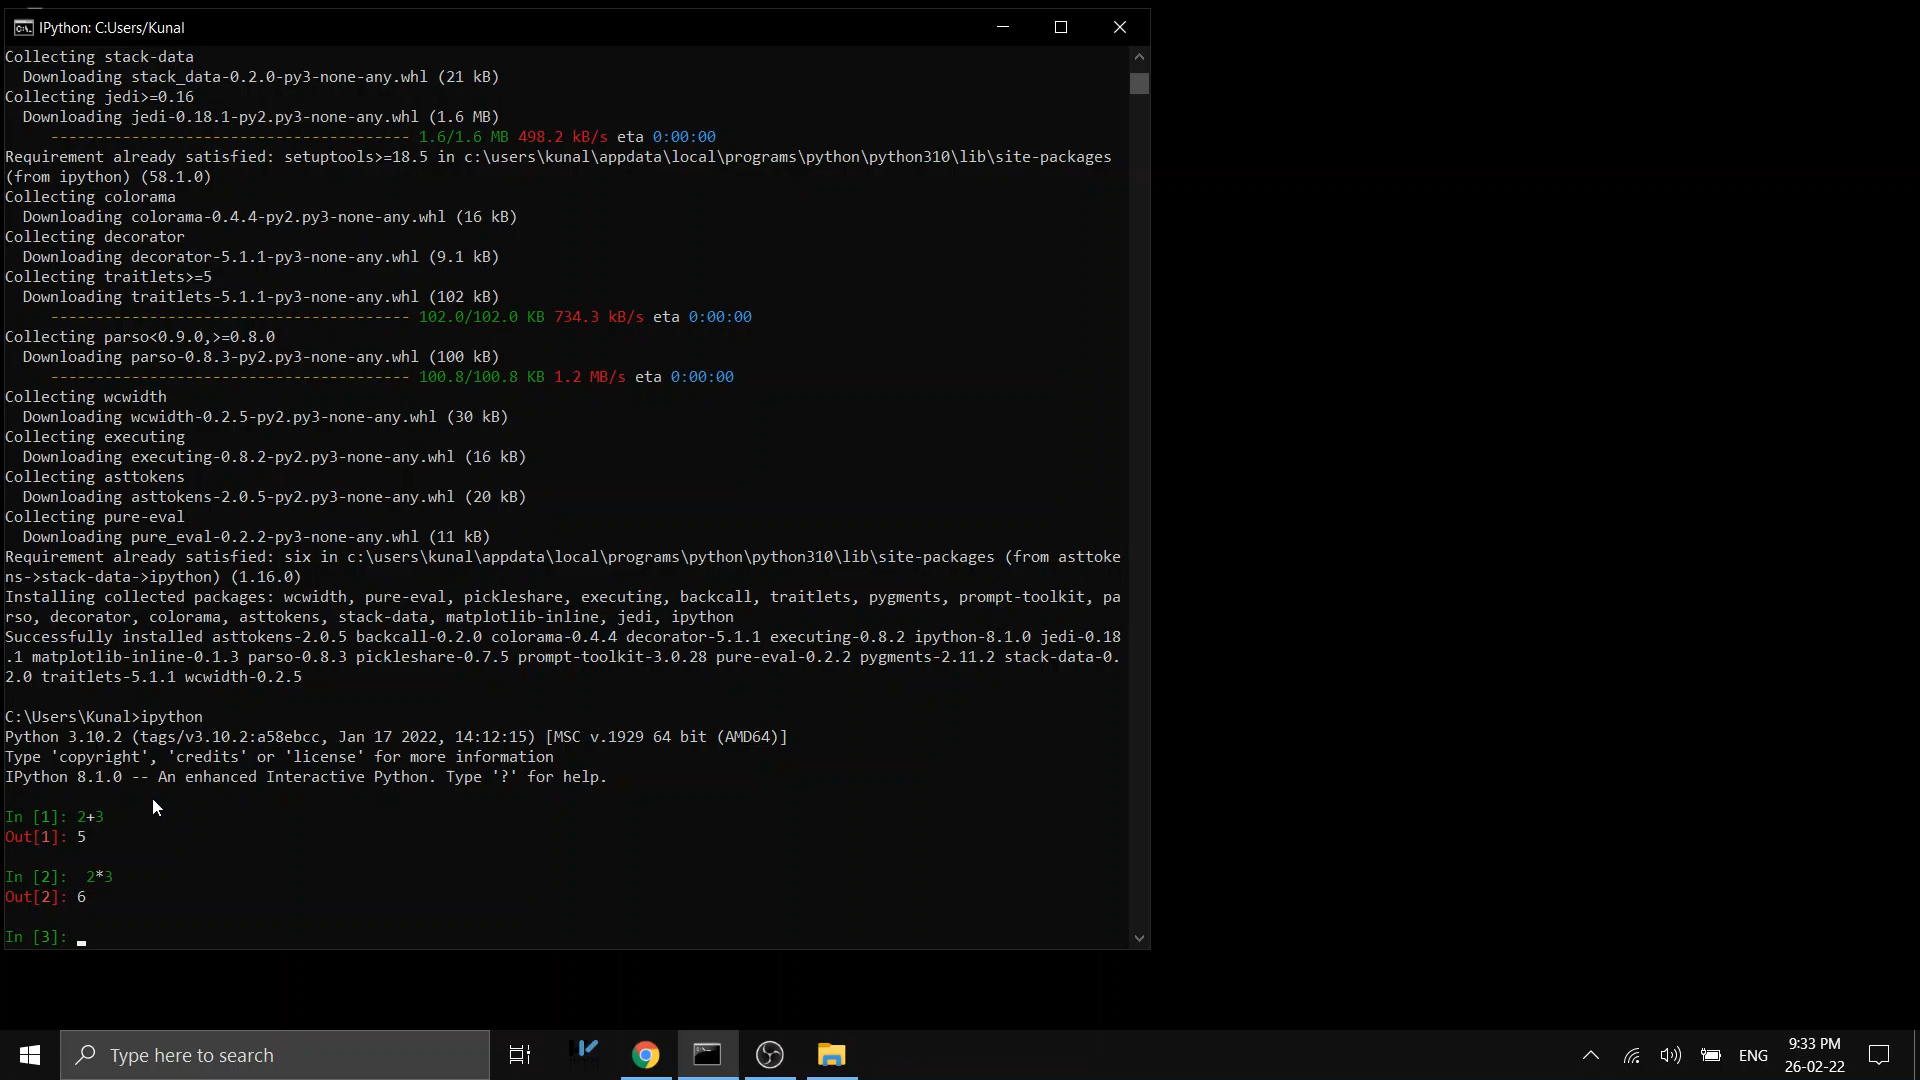 IPython: C:Users/Kunal
Collecting stack-data
Downloading stack_data-0.2.0-py3-none-any.whl (21 kB)
Collecting jedi>=0.16
Downloading jedi-0.18.1-py2.py3-none-any.whl (1.6 MB)
---------------------------------------- 1.6/1.6 MB 498.2 kB/s eta 0:00:00
Requirement already satisfied: setuptools>=18.5 in c:\users\kunal\appdata\local\programs\python\python310\lib\site-packages
(from ipython) (58.1.0)
Collecting colorama
Downloading colorama-0.4.4-py2.py3-none-any.whl (16 kB)
Collecting decorator
Downloading decorator-5.1.1-py3-none-any.whl (9.1 kB)
Collecting traitlets>=5
Downloading traitlets-5.1.1-py3-none-any.whl (102 kB)
---------------------------------------- 102.0/102.0 KB 734.3 kB/s eta 0:00:00
Collecting parso<0.9.0,>=0.8.0
Downloading parso-0.8.3-py2.py3-none-any.whl (100 kB)
---------------------------------------- 100.8/100.8 KB 1.2 MB/s eta 0:00:00
Collecting wcwidth
Downloading wcwidth-0.2.5-py2.py3-none-any.whl (30 kB)
Collecting executing
Downloading executing-0.8.2-py2.py3-none-any.whl (16 kB)
Collecting asttokens
Downloading asttokens-2.0.5-py2.py3-none-any.whl (20 kB)
Collecting pure-eval
Downloading pure_eval-0.2.2-py3-none-any.whl (11 kB)
Requirement already satisfied: six in c:\users\kunal\appdata\local\programs\python\python310\lib\site-packages (from asttoke
ns->stack-data->ipython) (1.16.0)
Installing collected packages: wcwidth, pure-eval, pickleshare, executing, backcall, traitlets, pygments, prompt-toolkit, pa
rso, decorator, colorama, asttokens, stack-data, matplotlib-inline, jedi, ipython
Successfully installed asttokens-2.0.5 backcall-0.2.0 colorama-0.4.4 decorator-5.1.1 executing-0.8.2 ipython-8.1.0 jedi-0.18
.1 matplotlib-inline-0.1.3 parso-0.8.3 pickleshare-0.7.5 prompt-toolkit-3.0.28 pure-eval-0.2.2 pygments-2.11.2 stack-data-0.
2.0 traitlets-5.1.1 wcwidth-0.2.5
C:\Users\Kunal>ipython
Python 3.10.2 (tags/v3.10.2:a58ebcc, Jan 17 2022, 14:12:15) [MSC v.1929 64 bit (AMD64)]
Type 'copyright', 'credits' or 'license' for more information
IPython 8.1.0 -- An enhanced Interactive Python. Type '?' for help.
In [1]: 2+3
Out[1]: 5
In [2]:  2*3
Out[2]: 6
In [3]:
Type here to search
ENG
9:33 PM
26-02-22